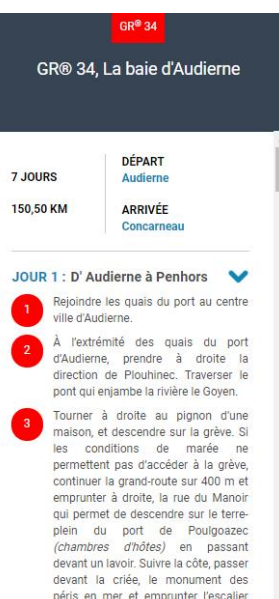 GR® 34
GR® 34, La baie d'Audierne
7 JOURS
150,50 KM
DÉPART
Audierne
ARRIVÉE
Concarneau
JOUR 1 : D' Audierne à Penhors
1
Rejoindre les quais du port au centre
ville d'Audierne.
2
À l'extrémité des quais du port
d'Audierne, prendre à droite la
direction de Plouhinec. Traverser le
pont qui enjambe la rivière le Goyen.
3
Tourner à droite au pignon d'une
maison, et descendre sur la grève. Si
les conditions de marée ne
permettent pas d'accéder à la grève,
continuer la grand-route sur 400 m et
emprunter à droite, la rue du Manoir
qui permet de descendre sur le terre-
plein du port de Poulgoazec
(chambres d'hôtes) en passant
devant un lavoir. Suivre la côte, passer
devant la criée, le monument des
péris en mer et emprunter l'escalier